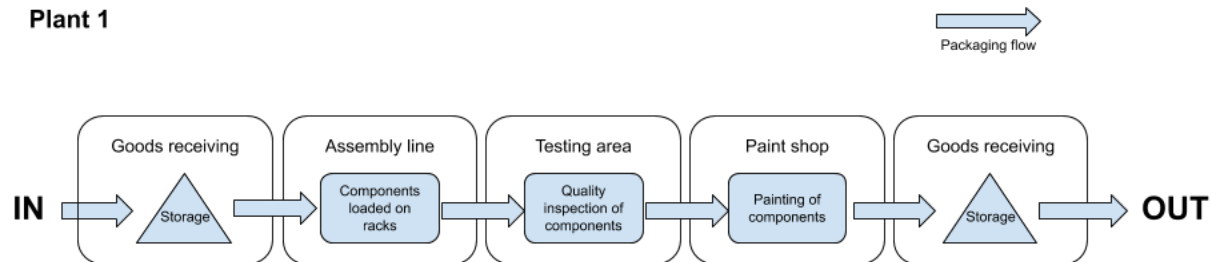 Plant 1
Packaging flow
Goods receiving
Assembly line
Testing area
Paint shop
Goods receiving
IN
Storage
Components
loaded on
racks
Quality
inspection of
components
Painting of
components
Storage
OUT